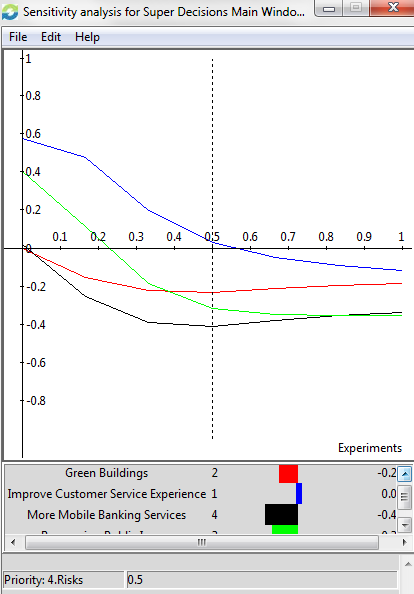 Sensitivity analysis for Super Decisions Main Windo...
File Edit Help
1
0.8
0.6
0.4
0.2
0 0.1 0.2 0.3 0.4 0.5 0.6 0.7 0.8 0.9 1
-0.2
-0.4
-0.6
-0.8
Experiments
Green Buildings 2 -0.2
Improve Customer Service Experience 1 0.0
More Mobile Banking Services 4 -0.4
Priority: 4.Risks 0.5